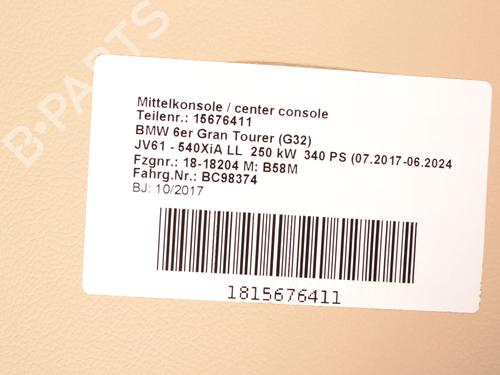 B-PARTS
Mittelkonsole / center console
Teilenr.: 15676411
BMW 6er Gran Tourer (G32)
JV61 - 540XiA LL 250 kW 340 PS (07.2017-06.2024
Fzgnr.: 18-18204 M: B58M
Fahrg.Nr.: BC98374
BJ: 10/2017
1815676411